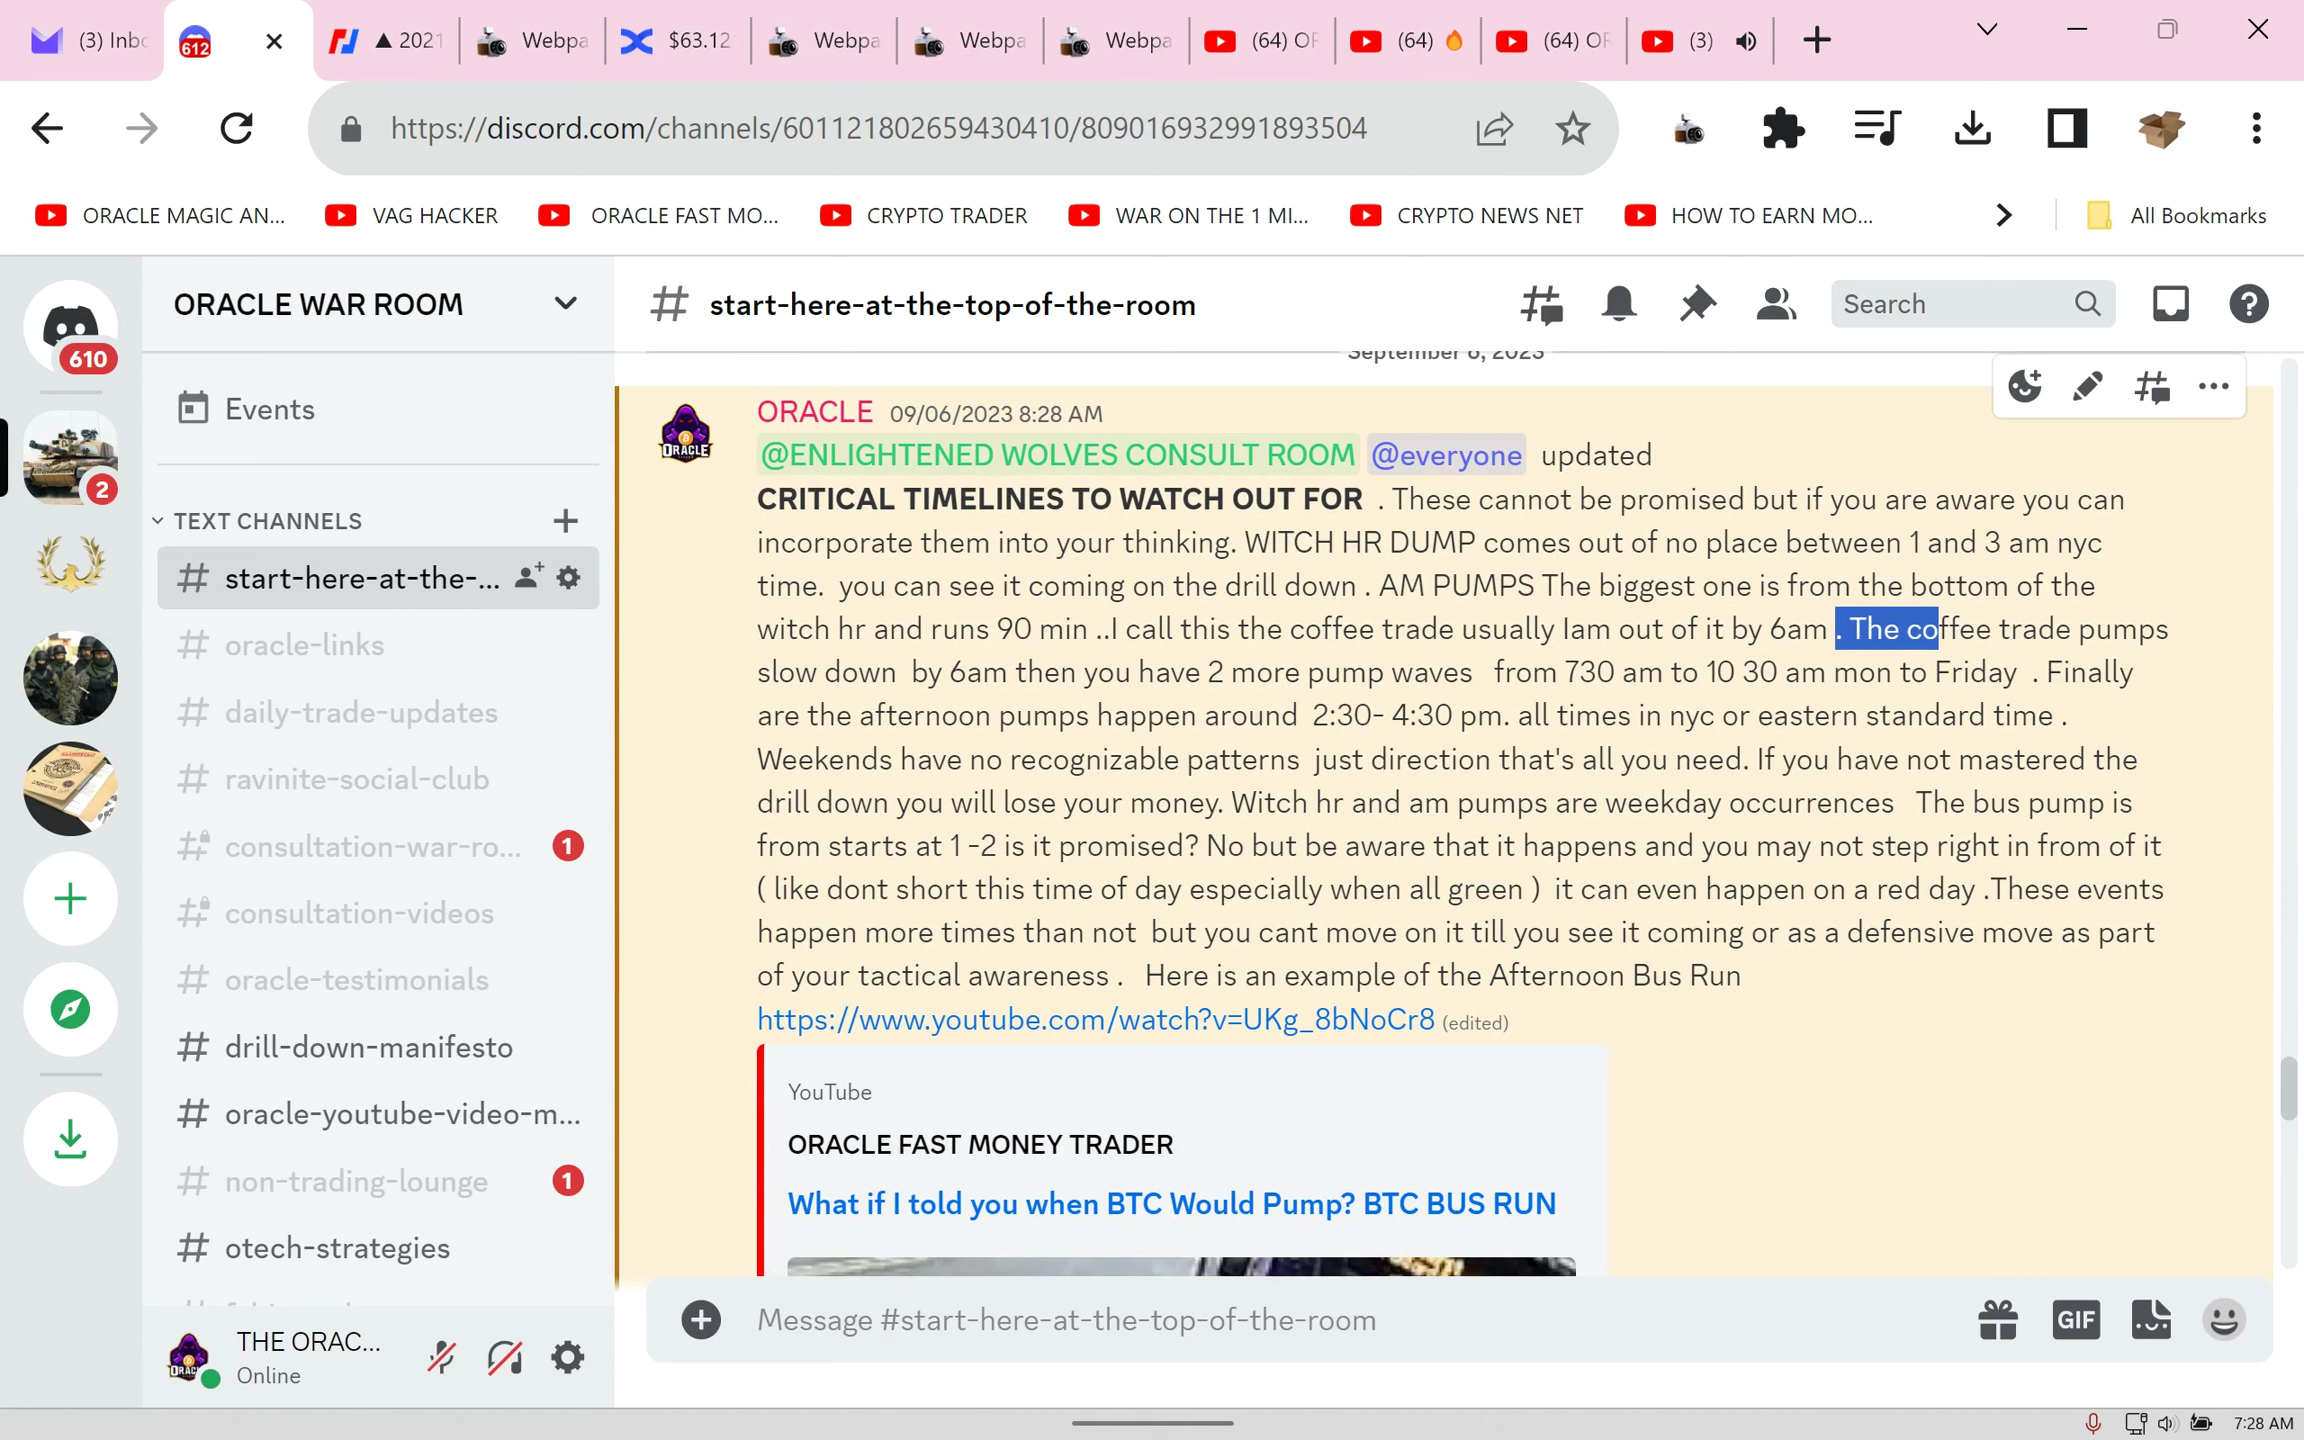 (3) Inbc
612
2021
Webpa
$63.12
Webpa
Webpa
Webpa
(64) OF
(64)
(64) OF
(3)
https://discord.com/channels/601121802659430410/809016932991893504
ORACLE MAGIC AN...
VAG HACKER
ORACLE FAST MO...
CRYPTO TRADER
WAR ON THE 1 MI...
CRYPTO NEWS NET
HOW TO EARN MO...
All Bookmarks
610
2
ORACLE WAR ROOM
Events
TEXT CHANNELS
start-here-at-the-...
oracle-links
daily-trade-updates
ravinite-social-club
consultation-war-ro...
1
consultation-videos
oracle-testimonials
drill-down-manifesto
oracle-youtube-video-m...
non-trading-lounge
1
otech-strategies
THE ORAC...
Online
# start-here-at-the-top-of-the-room
Search
September 6, 2023
ORACLE 09/06/2023 8:28 AM
ORACLE
@ENLIGHTENED WOLVES CONSULT ROOM @everyone updated
CRITICAL TIMELINES TO WATCH OUT FOR . These cannot be promised but if you are aware you can
incorporate them into your thinking. WITCH HR DUMP comes out of no place between 1 and 3 am nyc
time. you can see it coming on the drill down . AM PUMPS The biggest one is from the bottom of the
witch hr and runs 90 min ..I call this the coffee trade usually Iam out of it by 6am . The coffee trade pumps
slow down by 6am then you have 2 more pump waves from 730 am to 10 30 am mon to Friday . Finally
are the afternoon pumps happen around 2:30- 4:30 pm. all times in nyc or eastern standard time .
Weekends have no recognizable patterns just direction that's all you need. If you have not mastered the
drill down you will lose your money. Witch hr and am pumps are weekday occurrences The bus pump is
from starts at 1 -2 is it promised? No but be aware that it happens and you may not step right in from of it
( like dont short this time of day especially when all green ) it can even happen on a red day .These events
happen more times than not but you cant move on it till you see it coming or as a defensive move as part
of your tactical awareness . Here is an example of the Afternoon Bus Run
https://www.youtube.com/watch?v=UKg_8bNoCr8 (edited)
YouTube
ORACLE FAST MONEY TRADER
What if I told you when BTC Would Pump? BTC BUS RUN
Message #start-here-at-the-top-of-the-room
GIF
7:28 AM